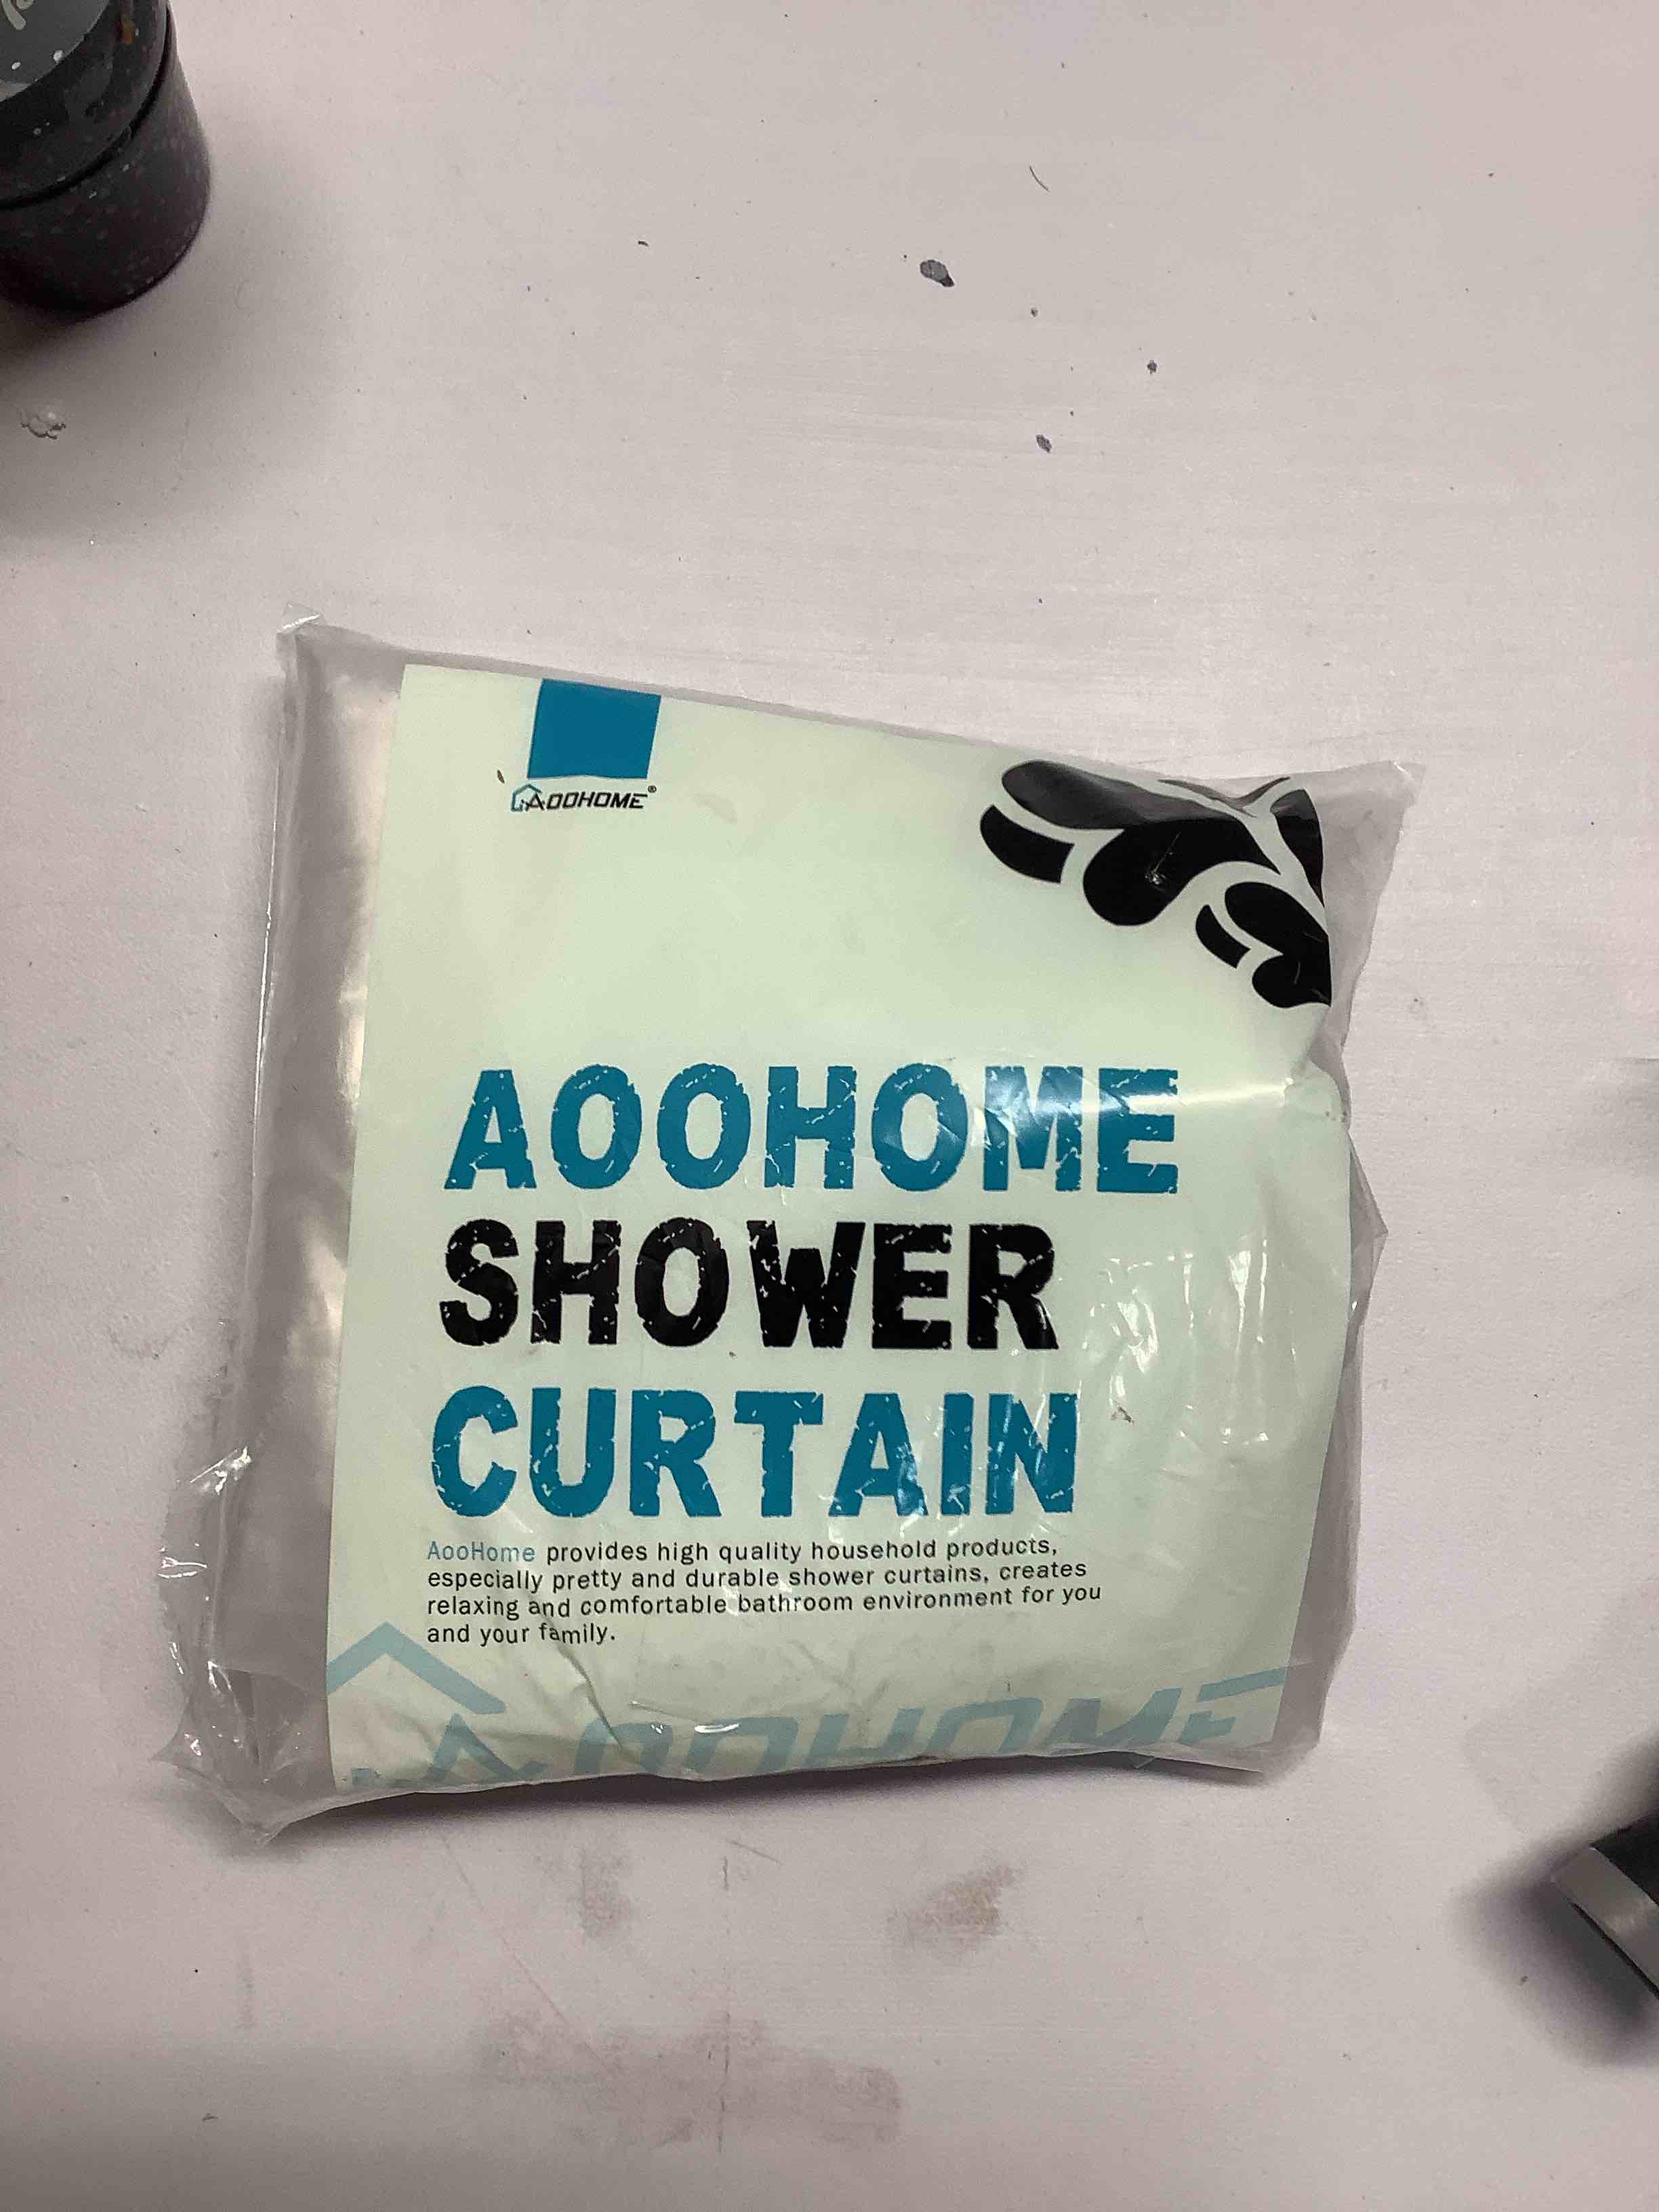 AOOHOME®
AOOHOME
SHOWER
CURTAIN
AooHome provides high quality household products,
especially pretty and durable shower curtains, creates
relaxing and comfortable bathroom environment for you
and your family.
AOOHOME